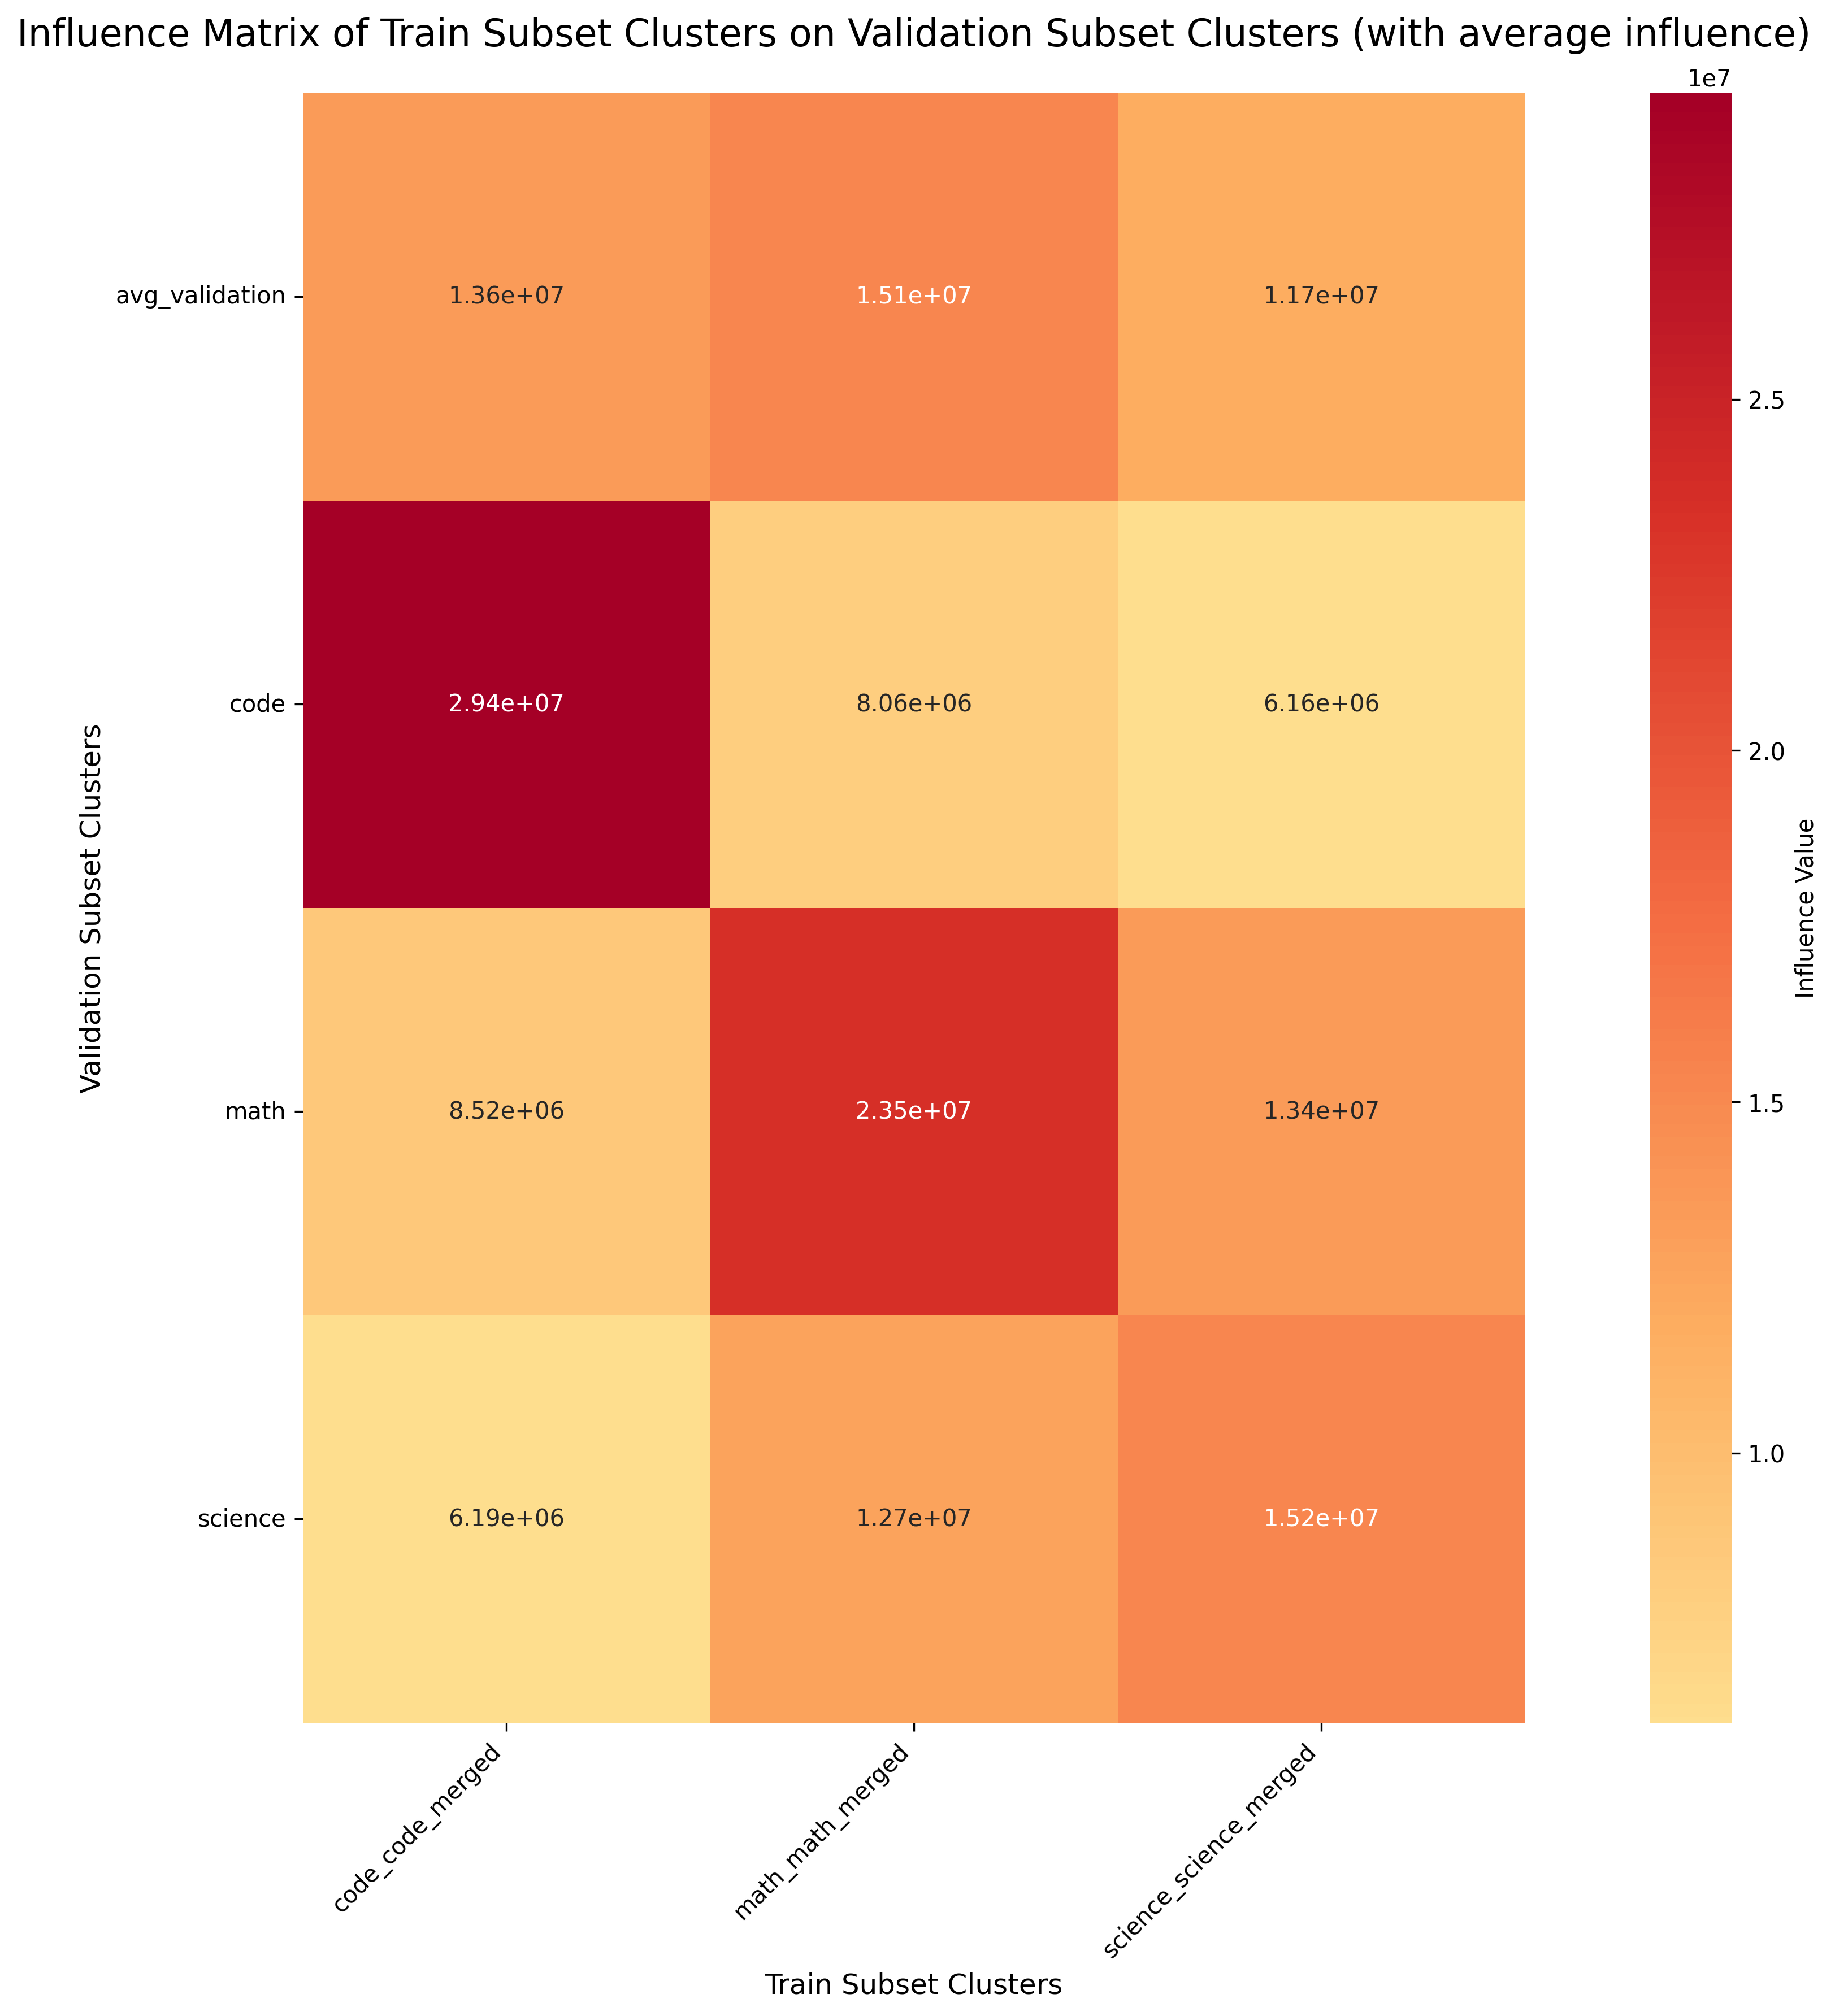 Influence Matrix of Train Subset Clusters on Validation Subset Clusters (with average influence)
1e7
avg_validation
1.36e+07
1.51e+07
1.17e+07
code
2.94e+07
8.06e+06
6.16e+06
math
8.52e+06
2.35e+07
1.34e+07
science
6.19e+06
1.27e+07
1.52e+07
Validation Subset Clusters
code_code_merged
math_math_merged
science_science_merged
Train Subset Clusters
2.5
2.0
1.5
1.0
Influence Value